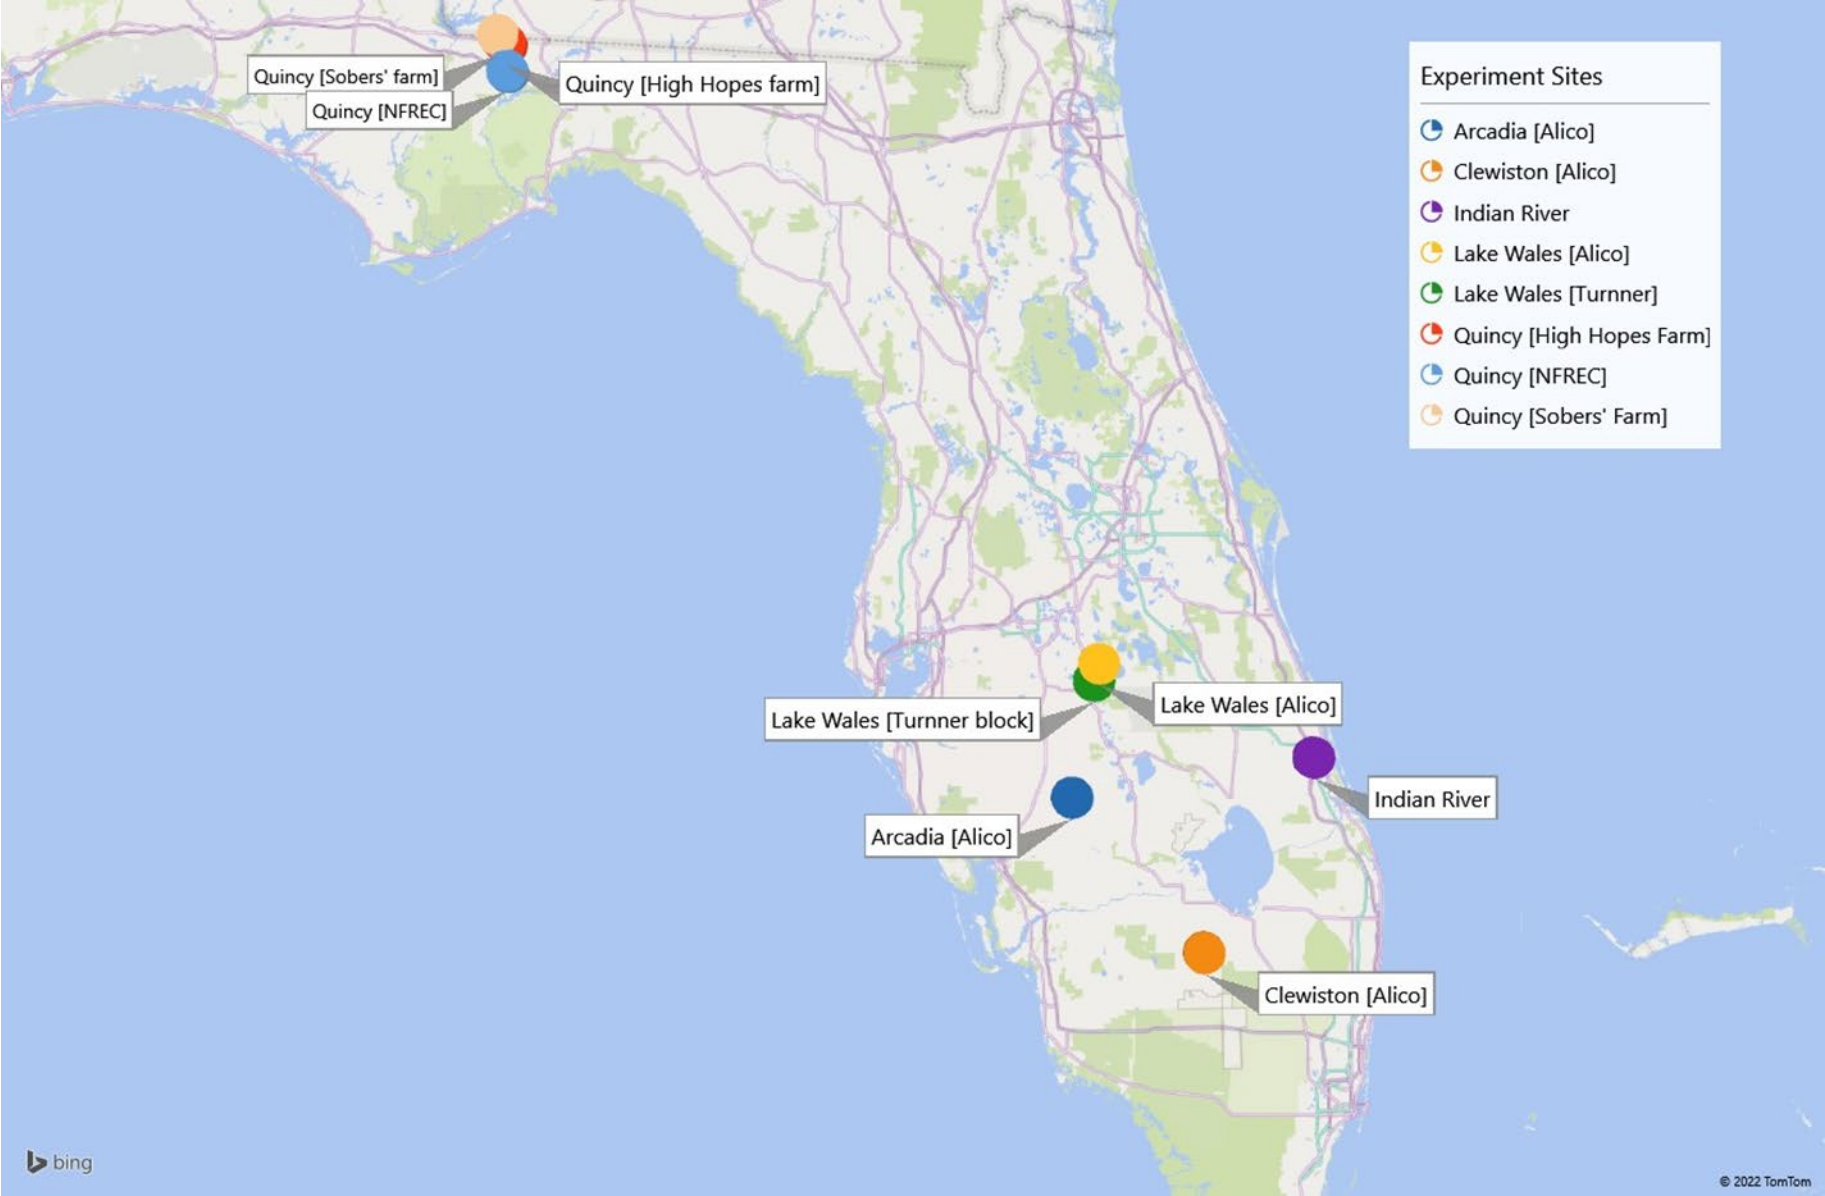 Quincy [Sobers' farm]
Quincy [High Hopes farm]
Quincy [NFREC]
Experiment Sites
Arcadia [Alico]
Clewiston [Alico]
Indian River
Lake Wales [Alico]
Lake Wales [Turnner]
Quincy [High Hopes Farm]
Quincy [NFREC]
Quincy [Sobers' Farm]
Lake Wales [Alico]
Lake Wales [Turnner block]
Indian River
Arcadia [Alico]
Clewiston [Alico]
bing
© 2022 TomTom